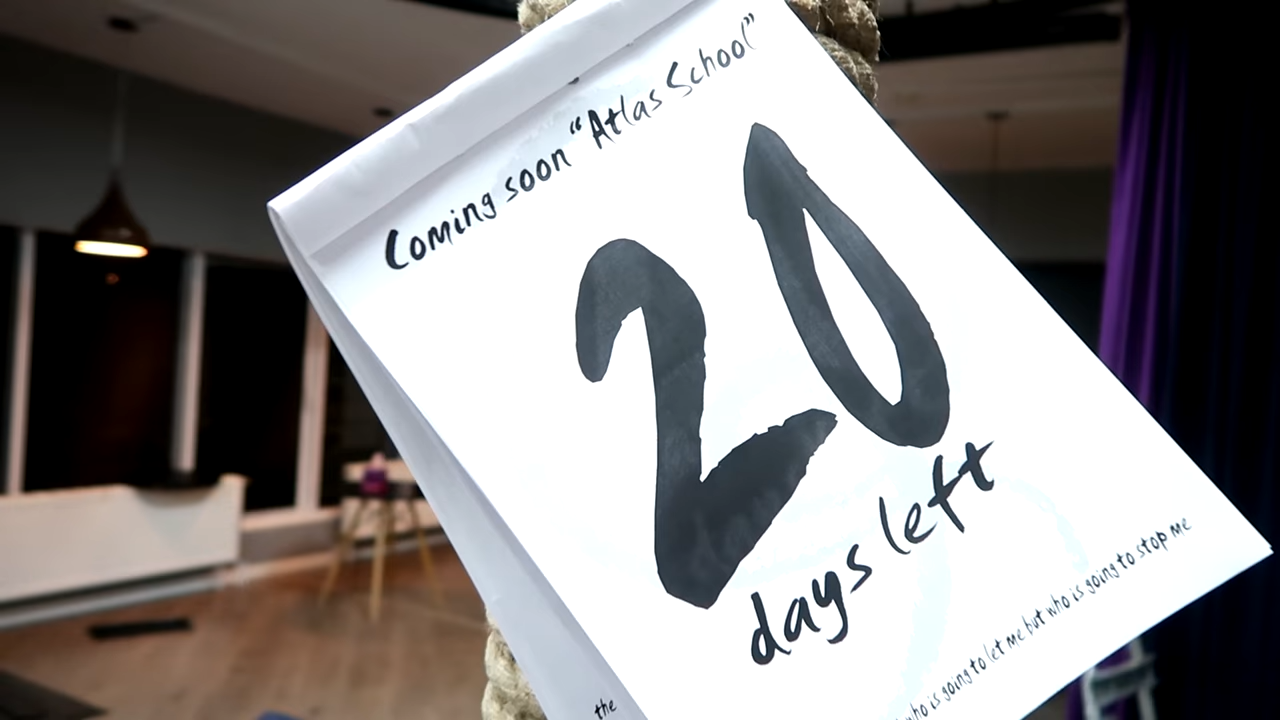 Coming soon “Atlas School”
20
days left
who is going to let me but who is going to stop me
the